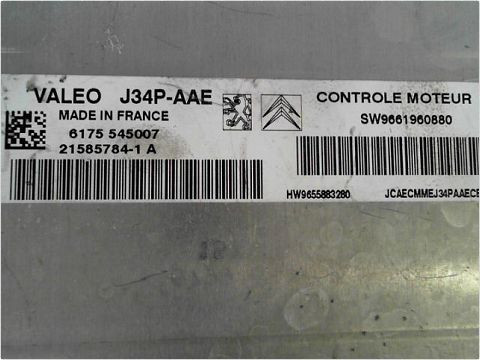 VALEO J34P-AAE
MADE IN FRANCE
6175 545007
21585784-1 A
CONTROLE MOTEUR
SW9661960880
HW9655883280 JCAECMMEJ34PAAECE